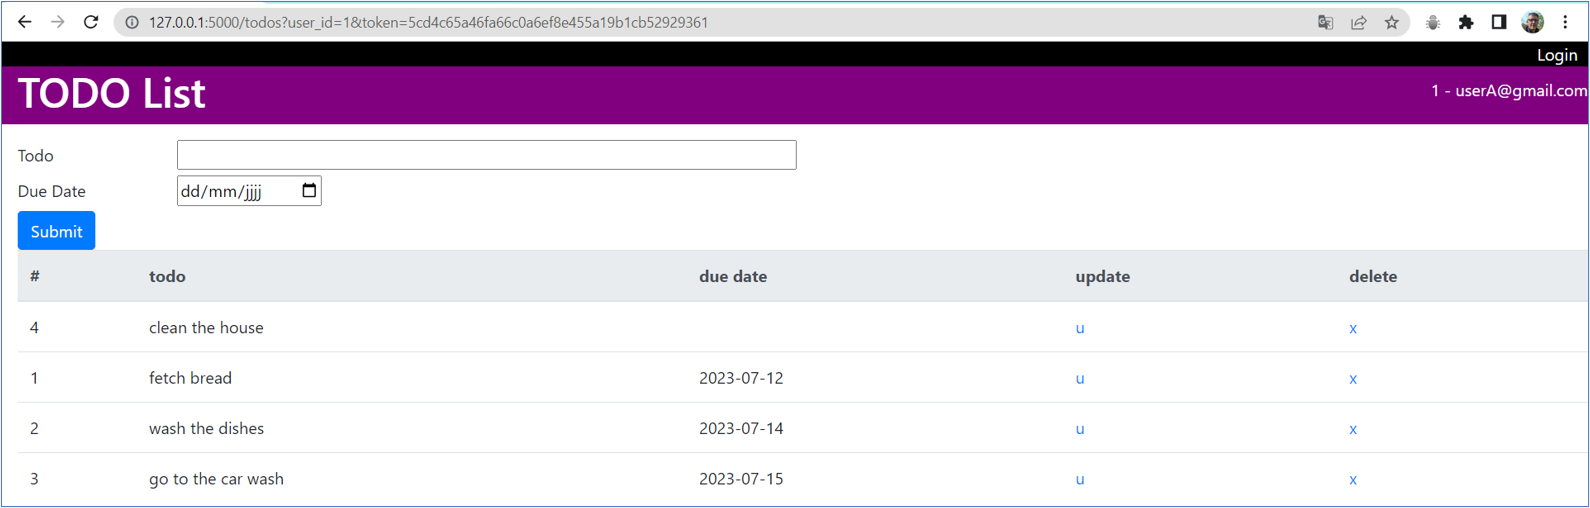 127.0.0.1:5000/todos?user_id=1&token=5cd4c65a46fa66c0a6ef8e455a19b1cb52929361
Login
TODO List
1 - userA@gmail.com
Todo
Due Date dd/mm/jjjj
Submit
# todo due date update delete
4 clean the house u x
1 fetch bread 2023-07-12 u x
2 wash the dishes 2023-07-14 u x
3 go to the car wash 2023-07-15 u x